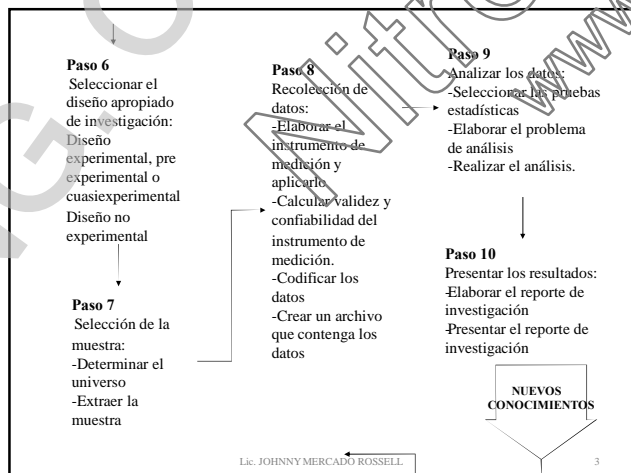 Paso 6
Seleccionar el
diseño apropiado
de investigación:
Diseño
experimental, pre
experimental o
cuasiexperimental
Diseño no
experimental
Paso 7
Selección de la
muestra:
-Determinar el
universo
-Extraer la
muestra
Paso 8
Recolección de
datos:
-Elaborar el
instrumento de
medición y
aplicarlo
-Calcular validez y
confiabilidad del
instrumento de
medición.
-Codificar los
datos
-Crear un archivo
que contenga los
datos
Paso 9
Analizar los datos:
-Seleccionar las pruebas
estadísticas
-Elaborar el problema
de análisis
-Realizar el análisis.
Paso 10
Presentar los resultados:
-Elaborar el reporte de
investigación
-Presentar el reporte de
investigación
NUEVOS
CONOCIMIENTOS
Lic. JOHNNY MERCADO ROSSELL
3
Nitro
www